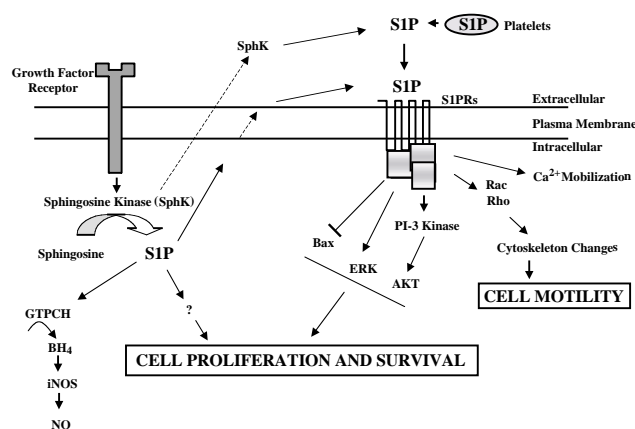 S1P
S1P
Platelets
SphK
Growth Factor
Receptor
S1P
S1PRs
Extracellular
Plasma Membrane
Intracellular
Ca2+Mobilization
Rac
Rho
Sphingosine Kinase (SphK)
PI-3 Kinase
Bax
Sphingosine
S1P
Cytoskeleton Changes
ERK
AKT
CELL MOTILITY
GTPCH
?
BH4
CELL PROLIFERATION AND SURVIVAL
iNOS
NO